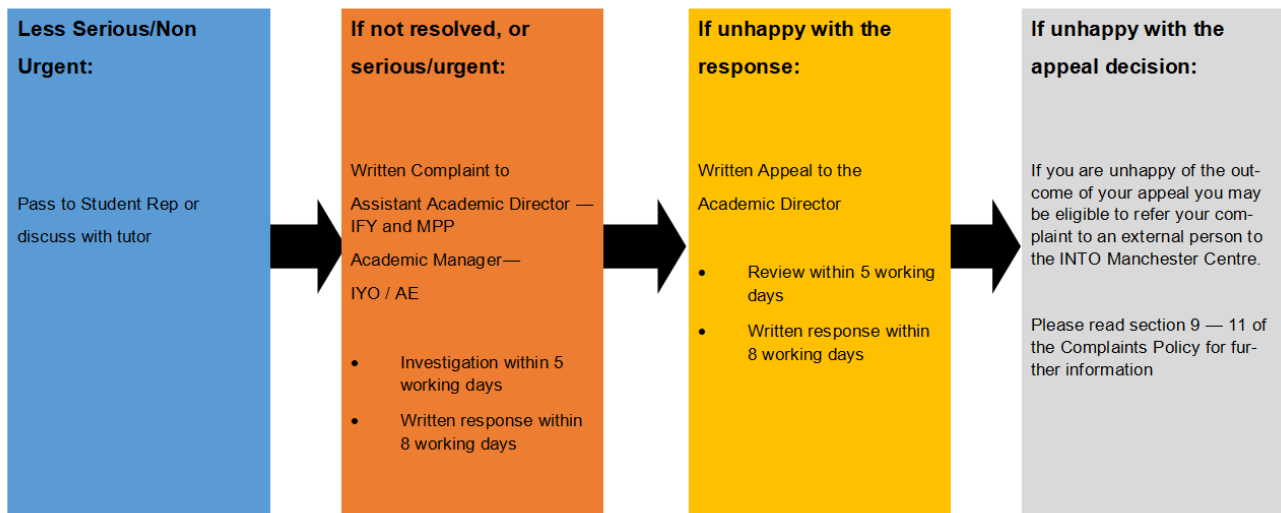 Less Serious/Non
Urgent:
Pass to Student Rep or
discuss with tutor
If not resolved, or
serious/urgent:
Written Complaint to
Assistant Academic Director —
IFY and MPP
Academic Manager—
IYO / AE
• Investigation within 5
working days
• Written response within
8 working days
If unhappy with the
response:
Written Appeal to the
Academic Director
• Review within 5 working
days
• Written response within
8 working days
If unhappy with the
appeal decision:
If you are unhappy of the out-
come of your appeal you may
be eligible to refer your com-
plaint to an external person to
the INTO Manchester Centre.
Please read section 9 — 11 of
the Complaints Policy for fur-
ther information